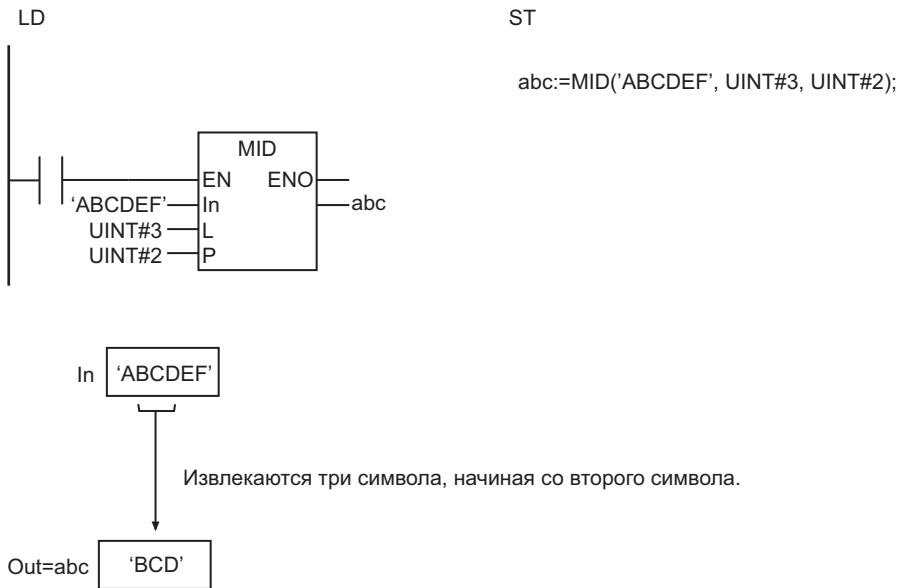 LD
ST
abc:=MID(’ABCDEF’, UINT#3, UINT#2);
MID
EN ENO
‘ABCDEF’ In abc
UINT#3 L
UINT#2 P
In ‘ABCDEF’
Извлекаются три символа, начиная со второго символа.
Out=abc ‘BCD’